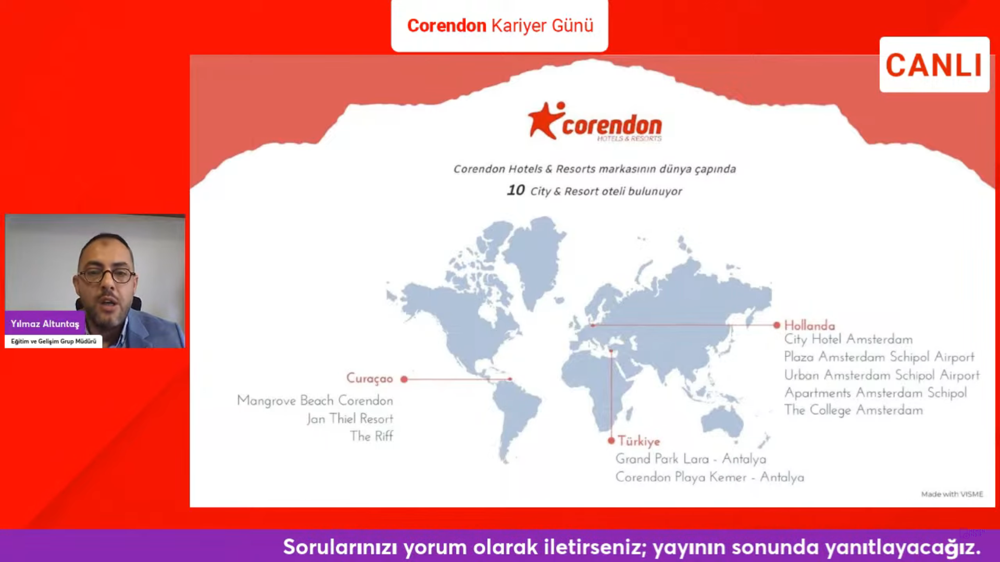 Corendon Kariyer Günü
CANLI
corendon
HOTELS & RESORTS
Corendon Hotels & Resorts markasının dünya çapında
10 City & Resort oteli bulunuyor
Hollanda
City Hotel Amsterdam
Plaza Amsterdam Schipol Airport
Urban Amsterdam Schipol Airport
Apartments Amsterdam Schipol
The College Amsterdam
Curaçao
Mangrove Beach Corendon
Jan Thiel Resort
The Riff
Türkiye
Grand Park Lara - Antalya
Corendon Playa Kemer - Antalya
Made with VISME
Yılmaz Altuntaş
Eğitim ve Gelişim Grup Müdürü
Sorularınızı yorum olarak iletirseniz; yayının sonunda yanıtlayacağız.